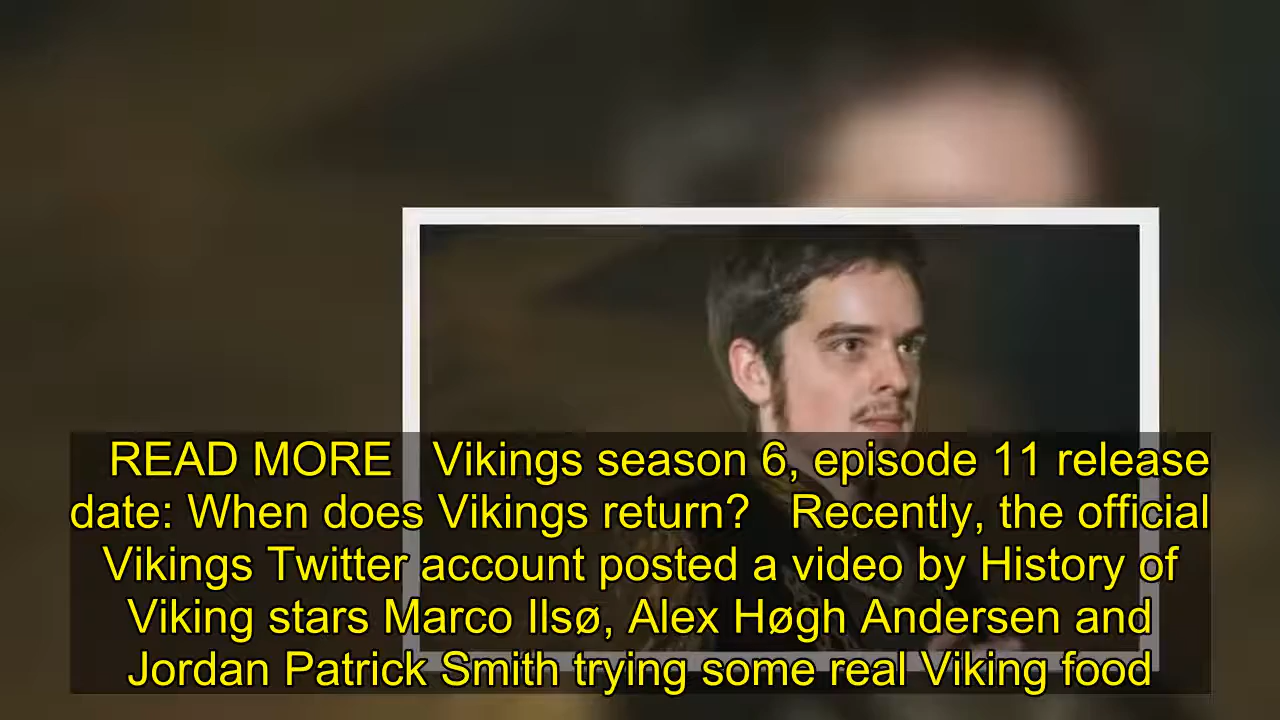 READ MORE   Vikings season 6, episode 11 release
date: When does Vikings return?   Recently, the official
Vikings Twitter account posted a video by History of
Viking stars Marco Ilsø, Alex Høgh Andersen and
Jordan Patrick Smith trying some real Viking food